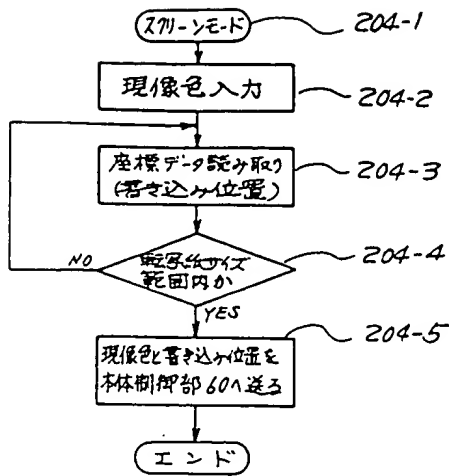 スクリーンモード
204-1
現像色入力
204-2
座標データ読み取り
(書き込み位置)
204-3
転写紙サイズ
範囲内か
204-4
NO
YES
現像色と書き込み位置を
本体制御部60へ送る
204-5
エンド